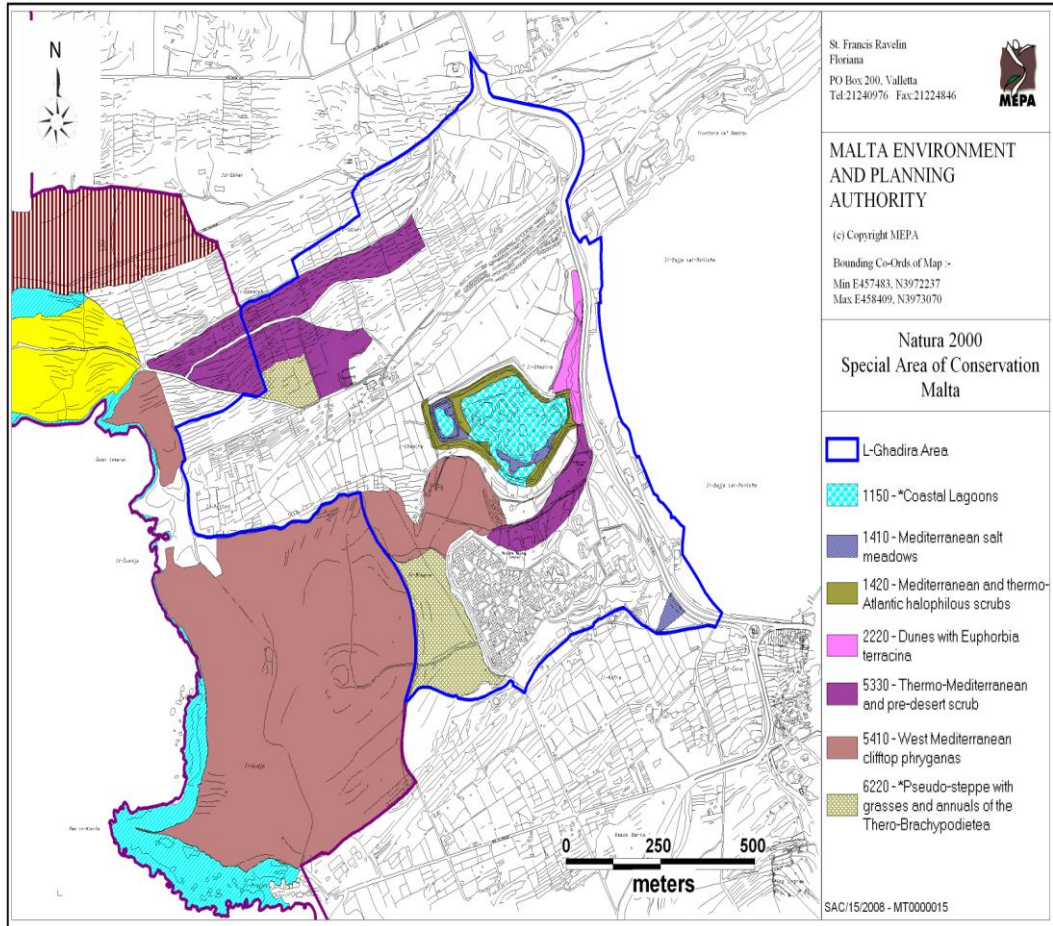 N
St. Francis Ravelin
Floriana
PO Box 200, Valletta
Tel:21240976 Fax:21224846
MEPA
MALTA ENVIRONMENT
AND PLANNING
AUTHORITY
(c) Copyright MEPA
Bounding Co-Ords.of Map :-
Min E457483, N3972237
Max E458409, N3973070
Natura 2000
Special Area of Conservation
Malta
L-Ghadira Area
1150 - *Coastal Lagoons
1410 - Mediterranean salt
meadows
1420 - Mediterranean and thermo-
Atlantic halophilous scrubs
2220 - Dunes with Euphorbia
terracina
5330 - Thermo-Mediterranean
and pre-desert scrub
5410 - West Mediterranean
clifftop phryganas
6220 - *Pseudo-steppe with
grasses and annuals of the
Thero-Brachypodietea
0 250 500
meters
SAC/15/2008 - MT0000015